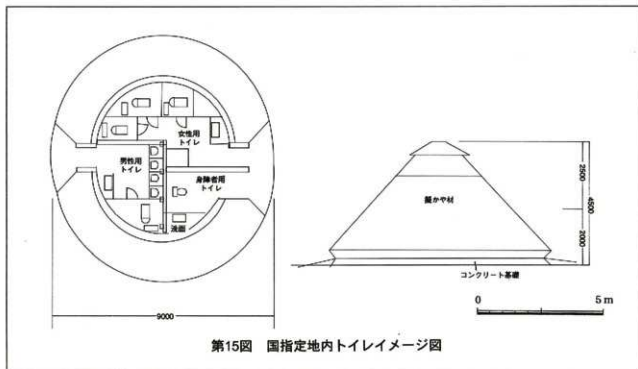 女性用
トイレ
男性用
トイレ
身障者用
トイレ
洗面
9000
擬かや材
コンクリート基礎
2500
4500
2000
0 5 m
第15図 国指定地内トイレイメージ図